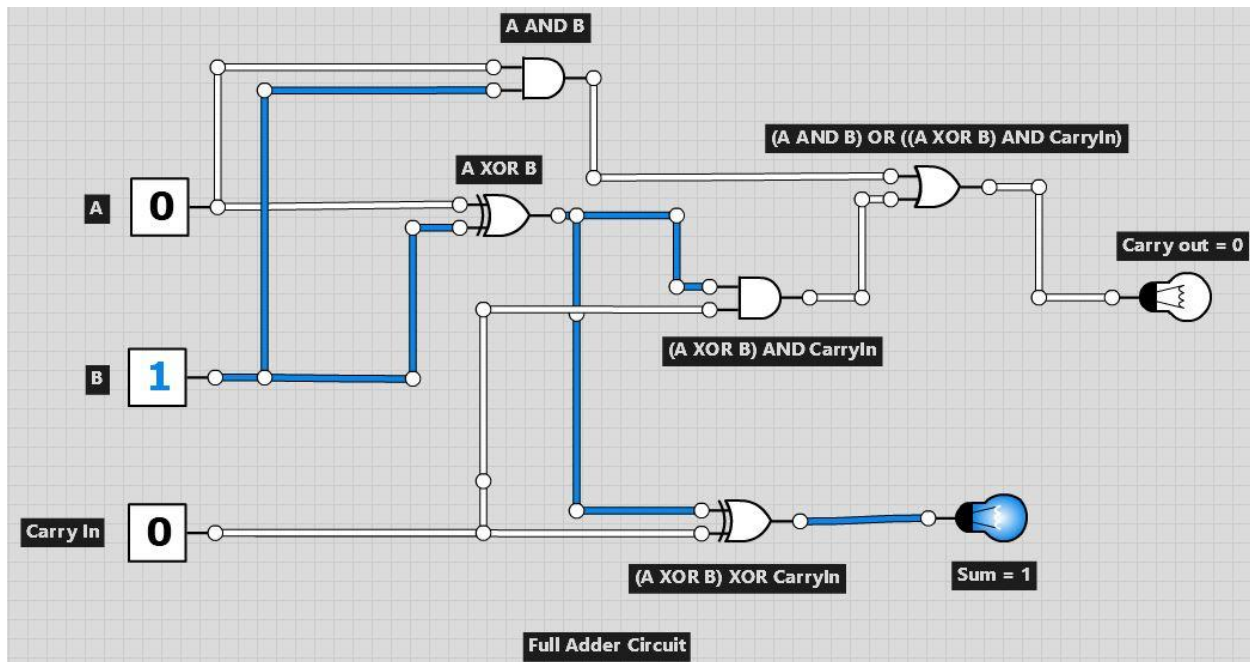 A AND B
(A AND B) OR ((A XOR B) AND CarryIn)
A XOR B
A
0
Carry out = 0
(A XOR B) AND CarryIn
B
1
Carry In
0
(A XOR B) XOR CarryIn
Sum = 1
Full Adder Circuit